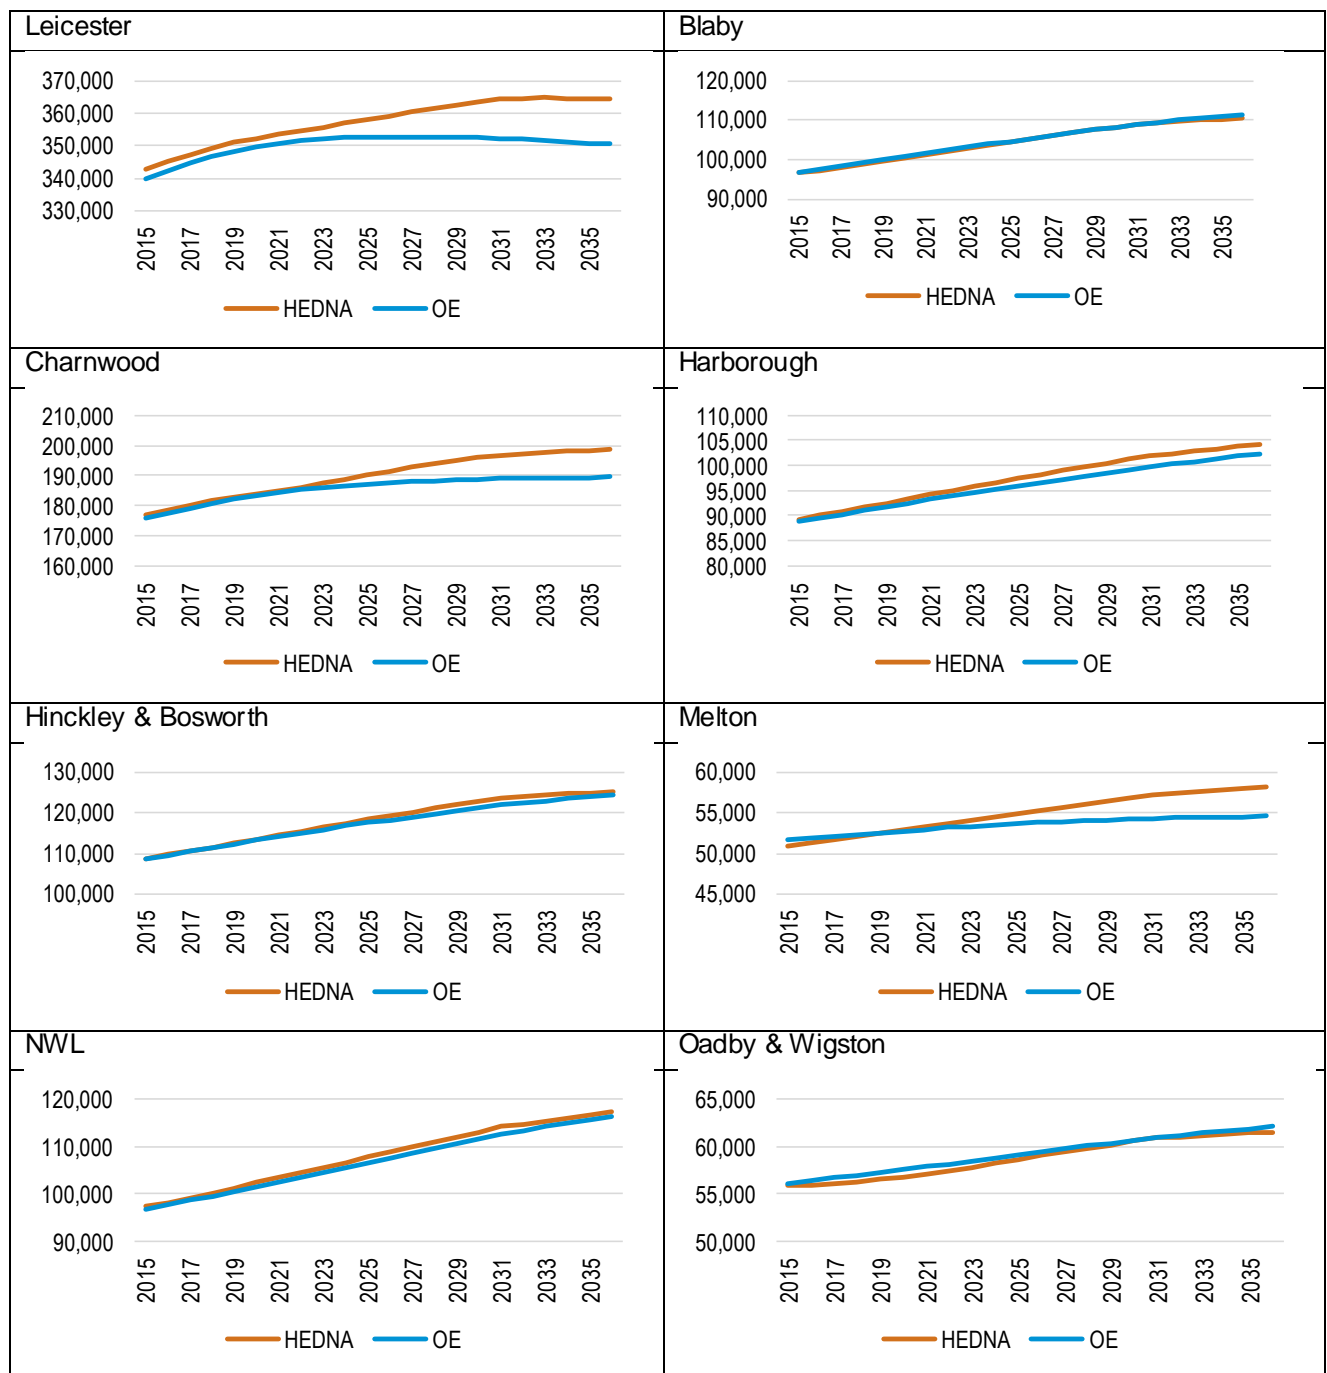 Leicester
370,000
360,000
350,000
340,000
330,000
2015 2017 2019 2021 2023 2025 2027 2029 2031 2033 2035
HEDNA OE
Blaby
120,000
110,000
100,000
90,000
2015 2017 2019 2021 2023 2025 2027 2029 2031 2033 2035
HEDNA OE
Charnwood
210,000
200,000
190,000
180,000
170,000
160,000
2015 2017 2019 2021 2023 2025 2027 2029 2031 2033 2035
HEDNA OE
Harborough
110,000
105,000
100,000
95,000
90,000
85,000
80,000
2015 2017 2019 2021 2023 2025 2027 2029 2031 2033 2035
HEDNA OE
Hinckley & Bosworth
130,000
120,000
110,000
100,000
2015 2017 2019 2021 2023 2025 2027 2029 2031 2033 2035
HEDNA OE
Melton
60,000
55,000
50,000
45,000
2015 2017 2019 2021 2023 2025 2027 2029 2031 2033 2035
HEDNA OE
NWL
120,000
110,000
100,000
90,000
2015 2017 2019 2021 2023 2025 2027 2029 2031 2033 2035
HEDNA OE
Oadby & Wigston
65,000
60,000
55,000
50,000
2015 2017 2019 2021 2023 2025 2027 2029 2031 2033 2035
HEDNA OE